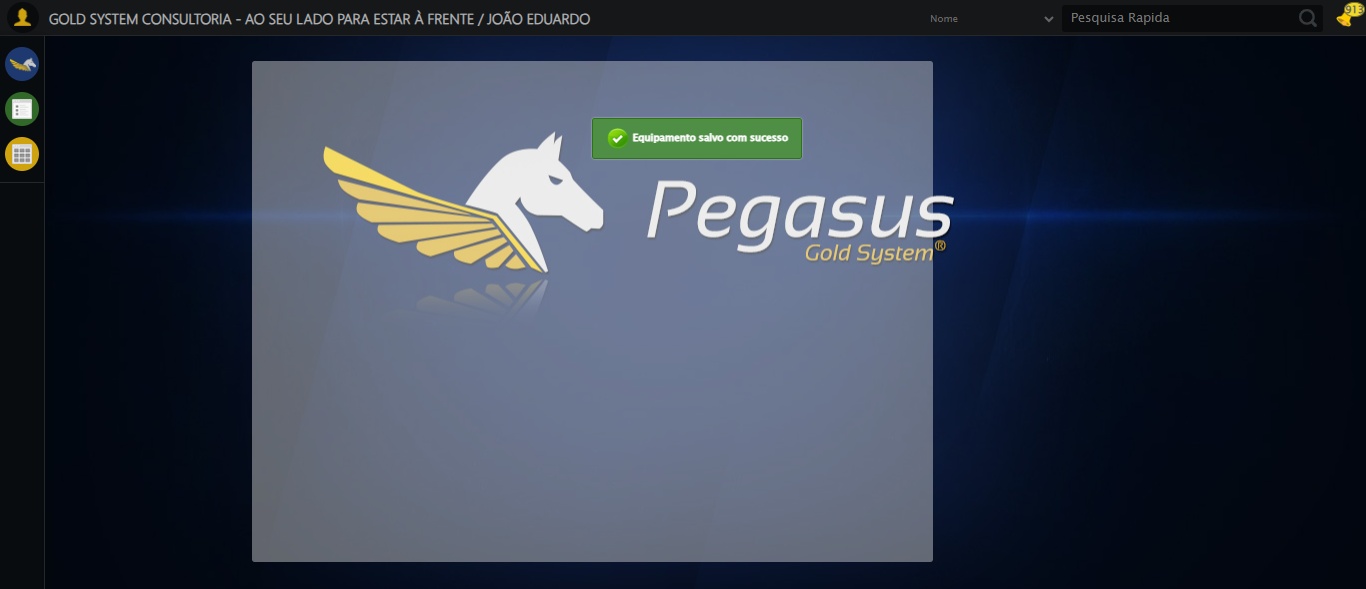 GOLD SYSTEM CONSULTORIA - AO SEU LADO PARA ESTAR À FRENTE / JOÃO EDUARDO
Nome
Pesquisa Rapida
913
Equipamento salvo com sucesso
Pegasus
Gold System®